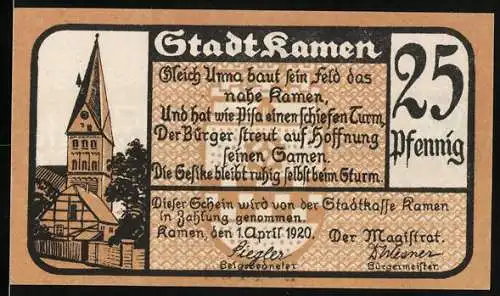 Stadt Kamen
25
Pfennig
Gleich Unna baut sein Feld das
nahe Kamen,
Und hat wie Pisa einen schiefen Turm,
Der Bürger streut auf Hoffnung
seinen Samen.
Die Sesike bleibt ruhig selbst beim Sturm.
Dieser Schein wird von der Stadtkasse Kamen
in Zahlung genommen.
Kamen, den 1. April 1920.
Der Magistrat.
Siegler
Beigeordneter
Bürgermeister